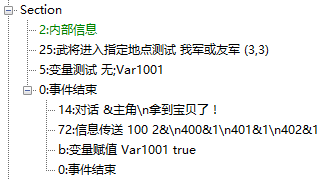 Section
2:内部信息
25:武将进入指定地点测试 我军或友军 (3,3)
5:变量测试 无;Var1001
0:事件结束
14:对话 &主角\n拿到宝贝了！
72:信息传送 100 2&\n400&1\n401&1\n402&1
b:变量赋值 Var1001 true
0:事件结束